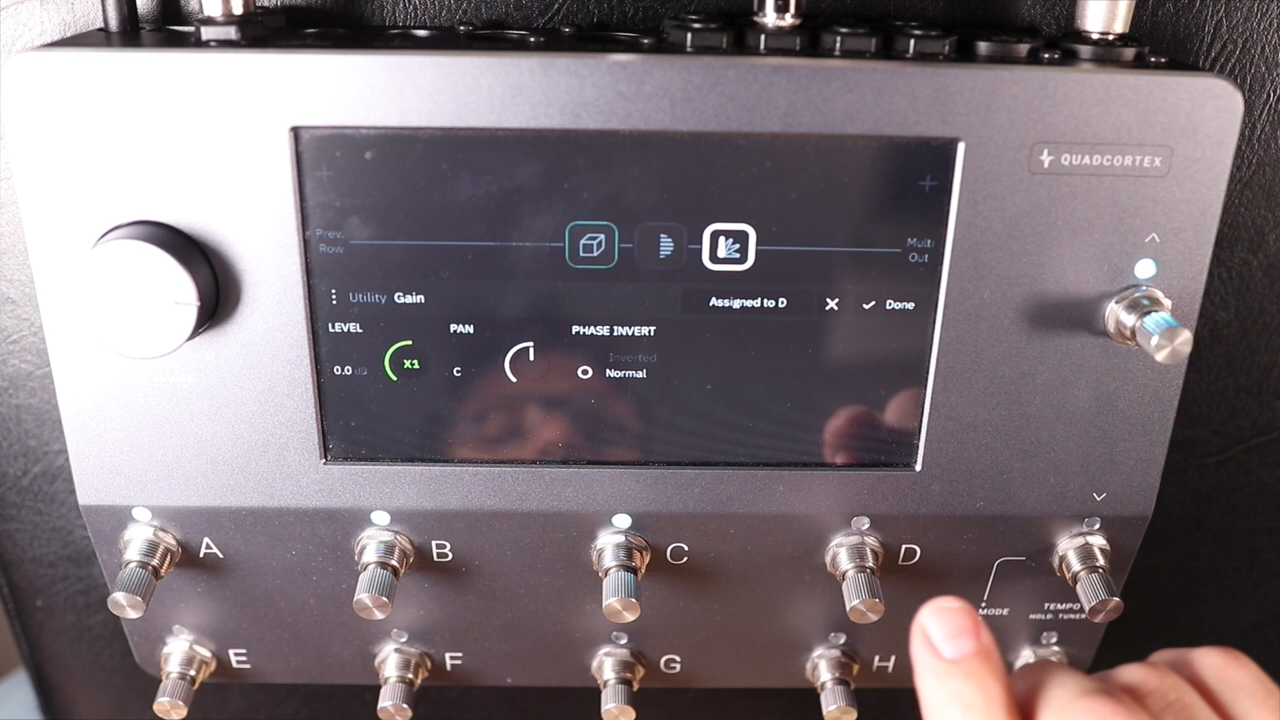 QUADCORTEX
Prev. Row
Multi Out
Utility Gain
Assigned to D
Done
LEVEL
PAN
PHASE INVERT
0.0 dB
X1
C
Inverted
Normal
A
B
C
D
MODE
TEMPO
HOLD: TUNER
E
F
G
H